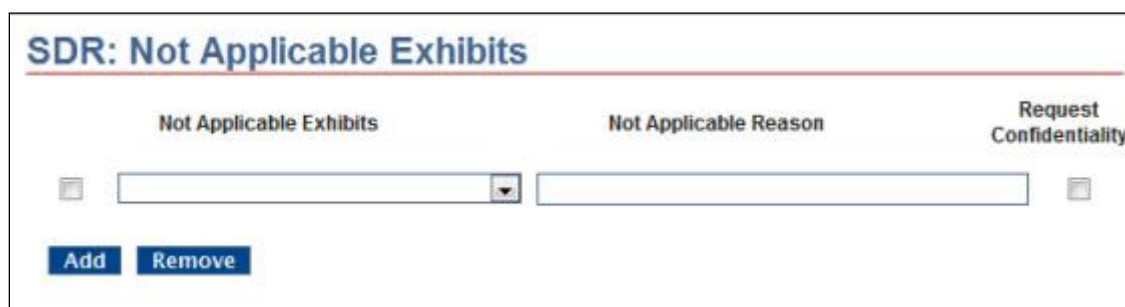 SDR: Not Applicable Exhibits
Not Applicable Exhibits Not Applicable Reason Request Confidentiality
Add Remove